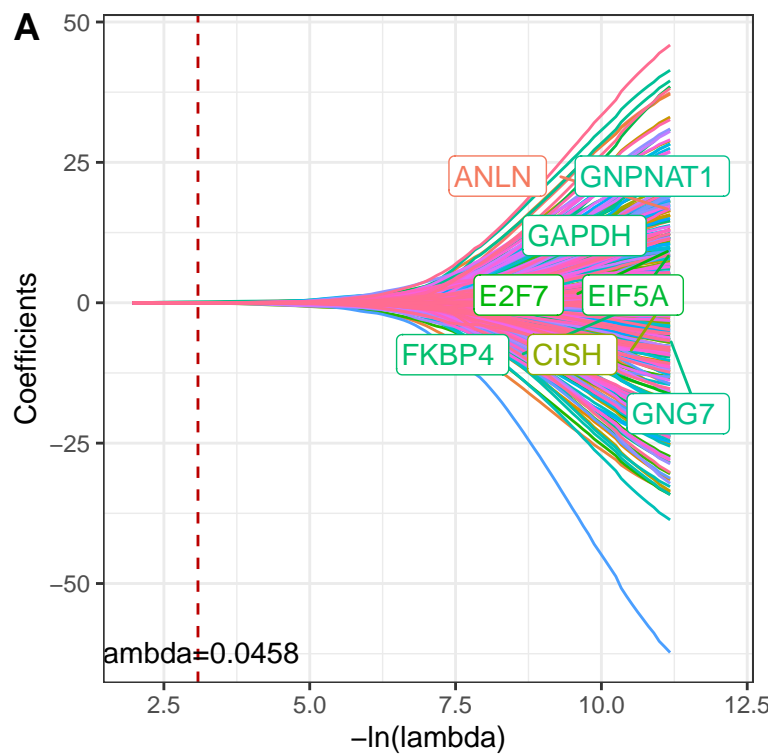 A
50
25
0
−25
−50
Coefficients
ANLN
GNPNAT1
GAPDH
E2F7
EIF5A
FKBP4
CISH
GNG7
ambda=0.0458
2.5
5.0
7.5
10.0
12.5
−ln(lambda)